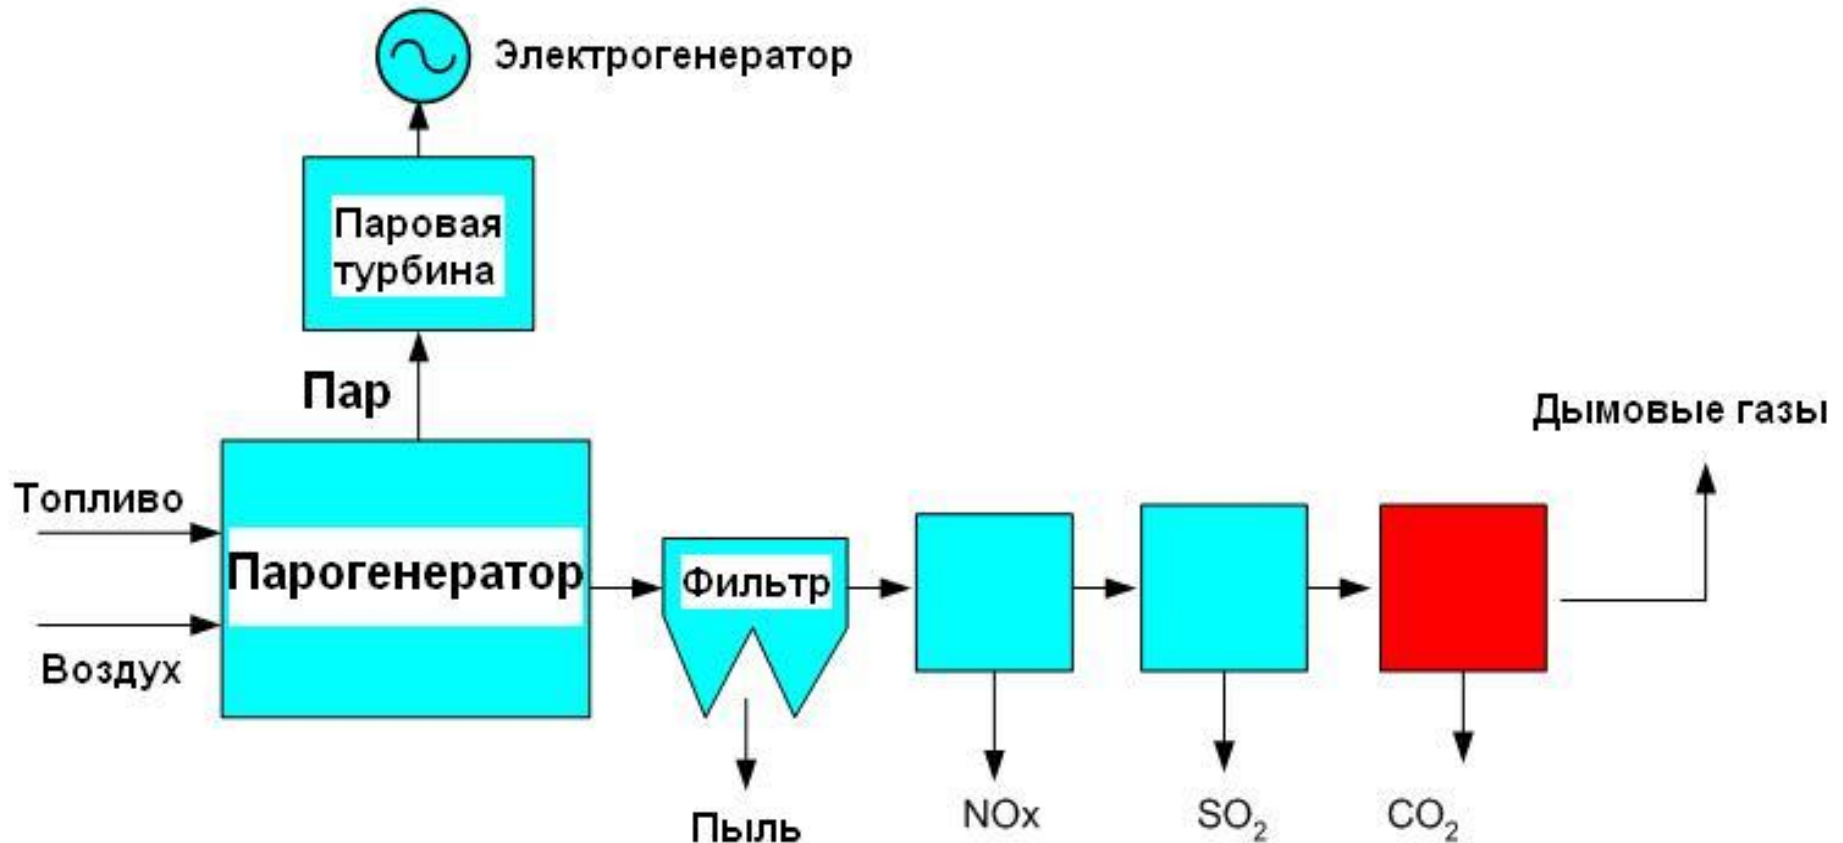 Электрогенератор
Паровая
турбина
Пар
Дымовые газы
Топливо
Парогенератор
Фильтр
Воздух
Пыль
NOx
SO₂
CO₂